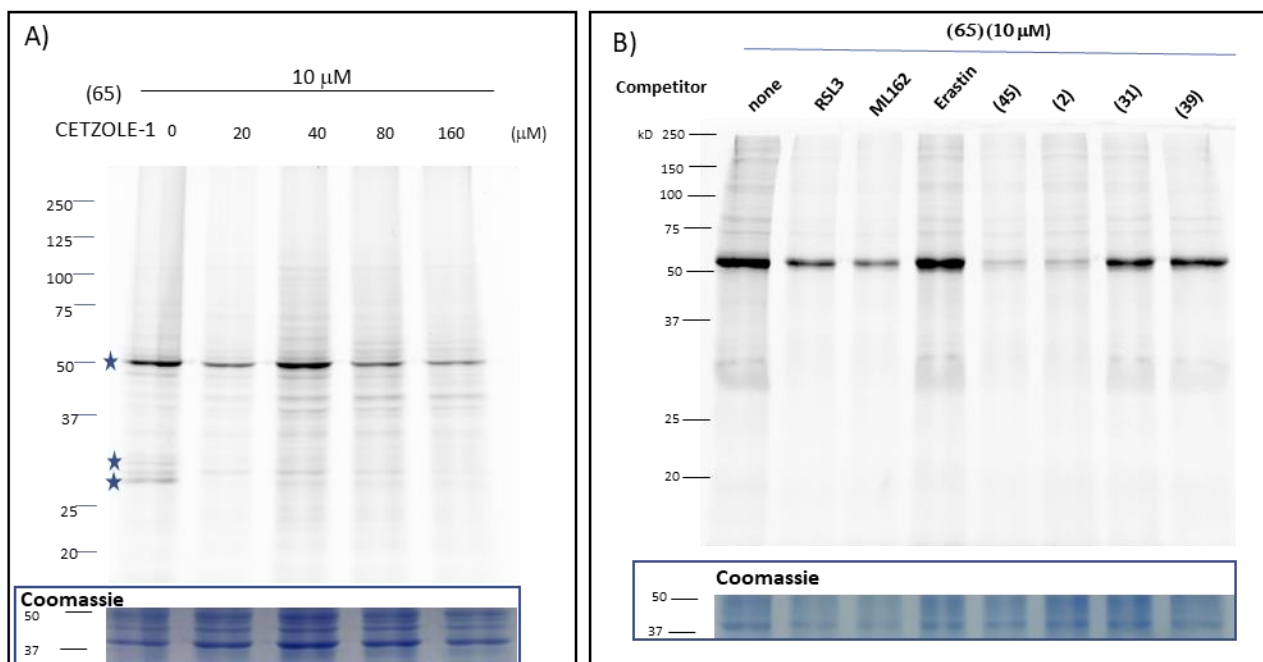 A)
10 μM
(65)
CETZOLE-1 0 20 40 80 160 (μM)
250
125
100
75
50
37
25
20
Coomassie
50
37
B)
(65)(10 μM)
Competitor none RSL3 ML162 Erastin (45) (2) (31) (39)
kD 250
150
100
75
50
37
25
20
Coomassie
50
37